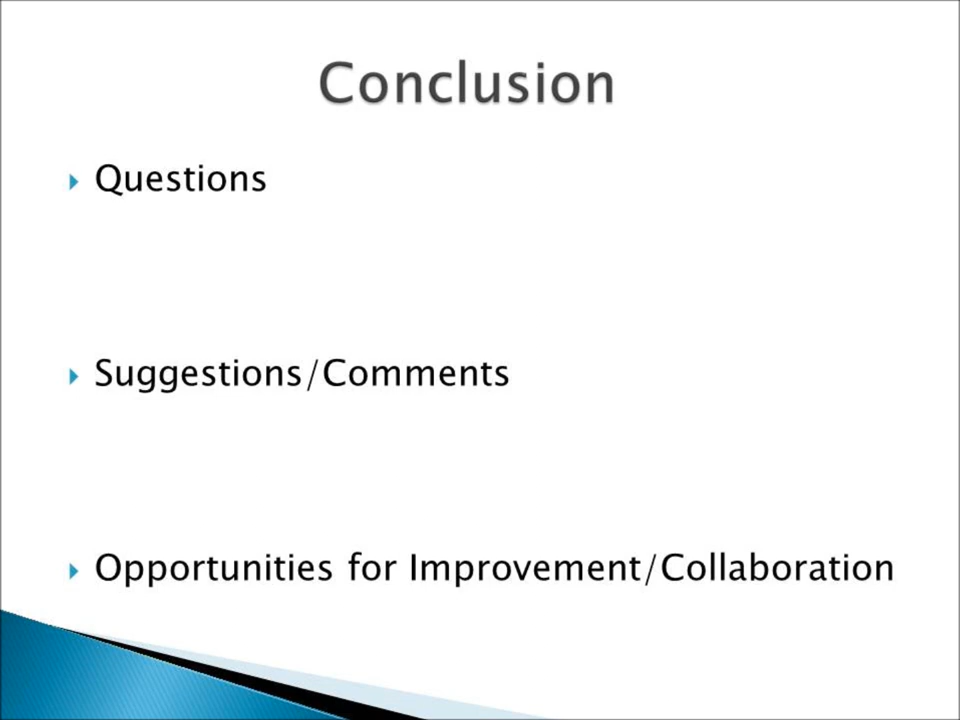 Conclusion
Questions
Suggestions/Comments
Opportunities for Improvement/Collaboration